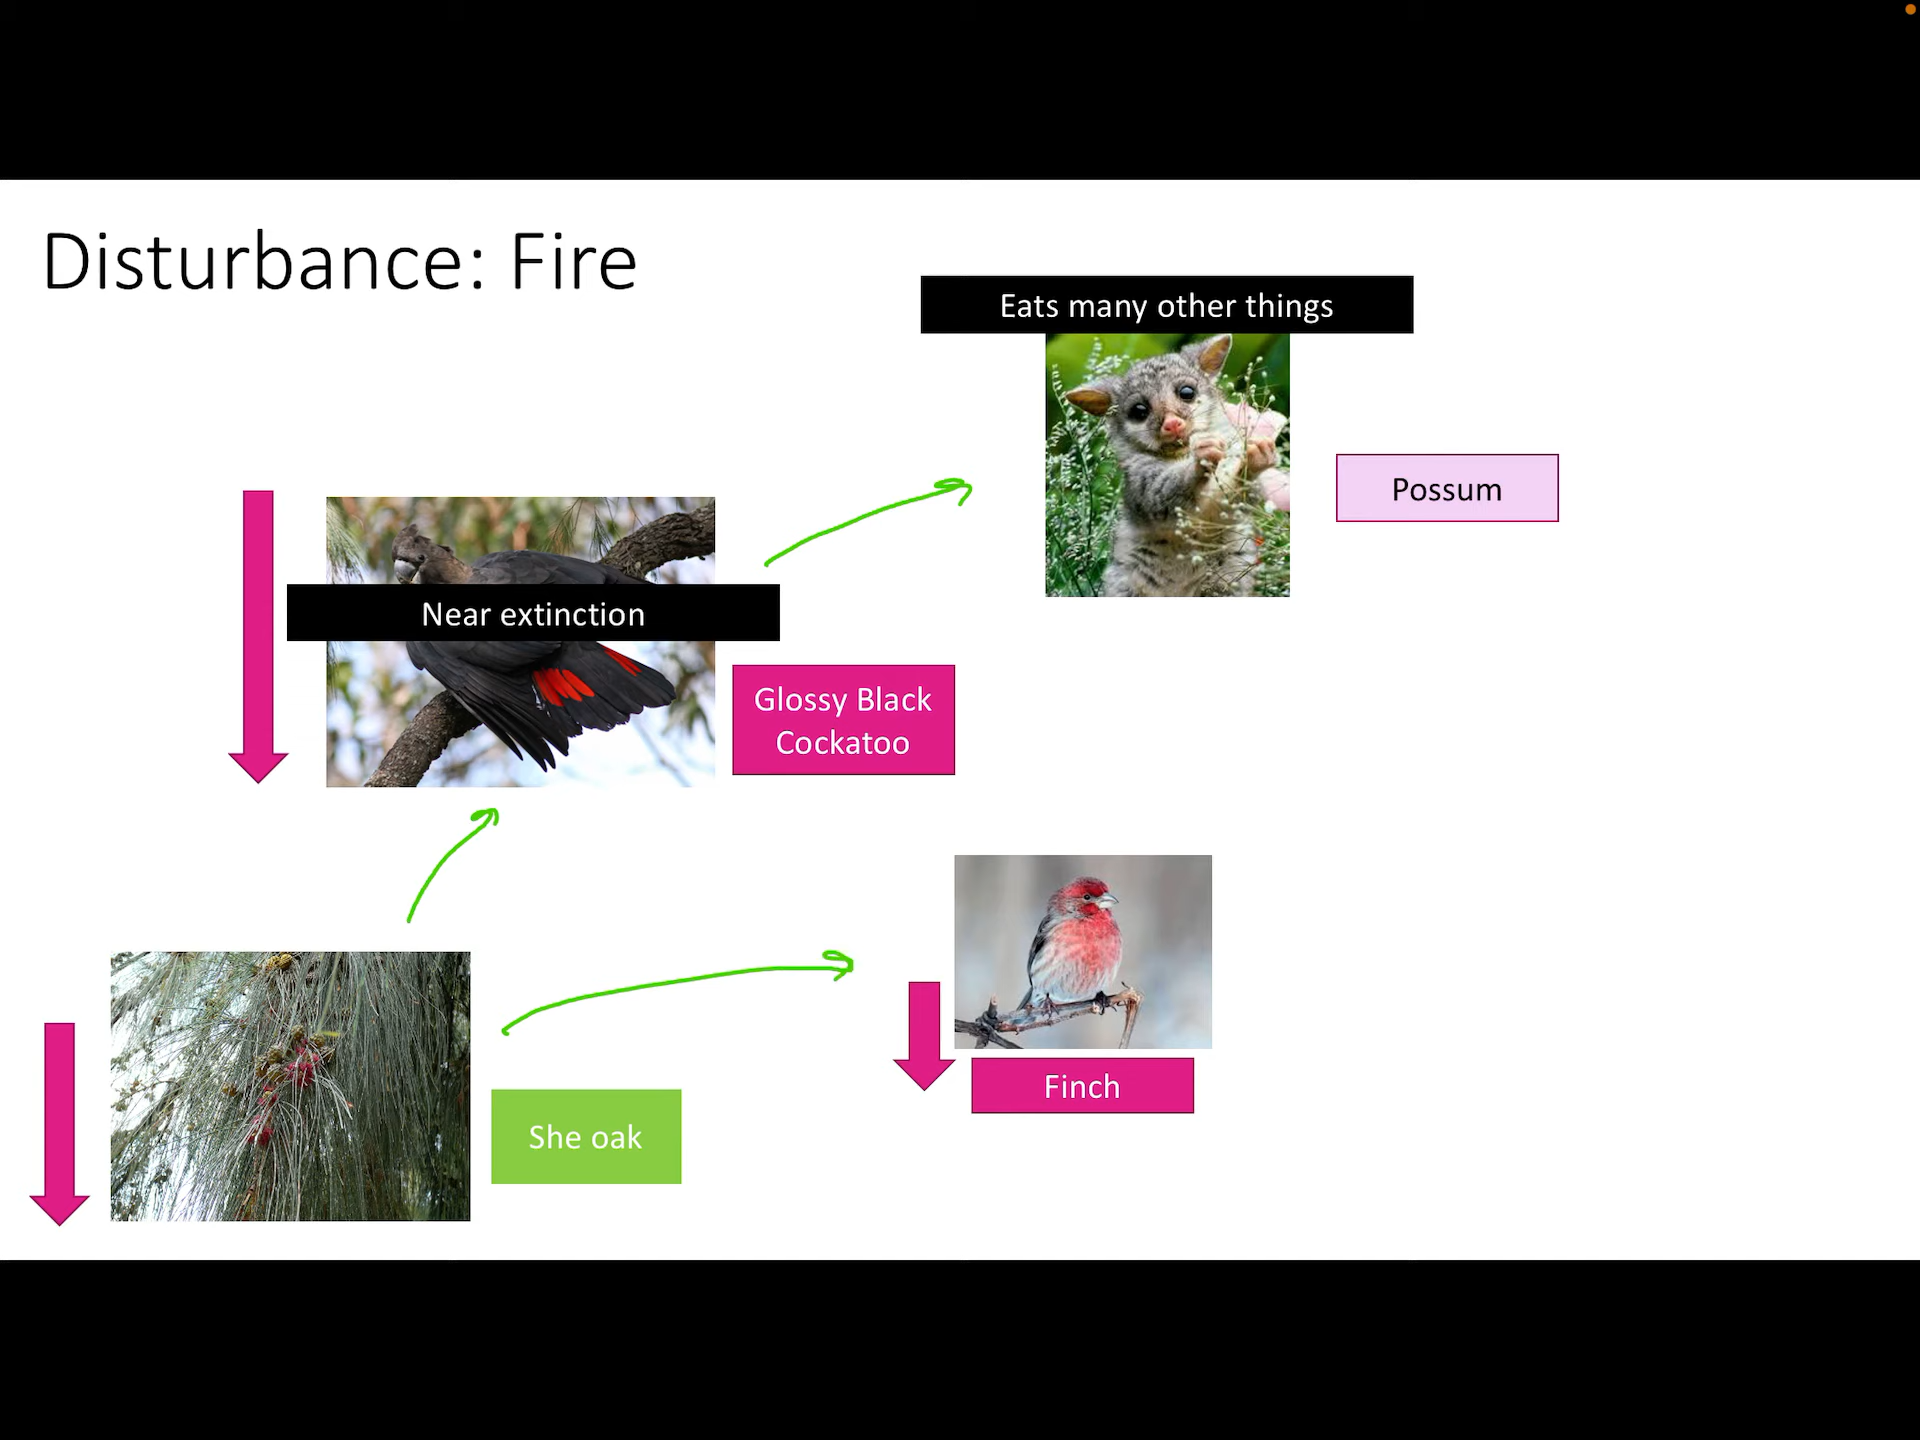 Disturbance: Fire
Eats many other things
Possum
Near extinction
Glossy Black
Cockatoo
Finch
She oak